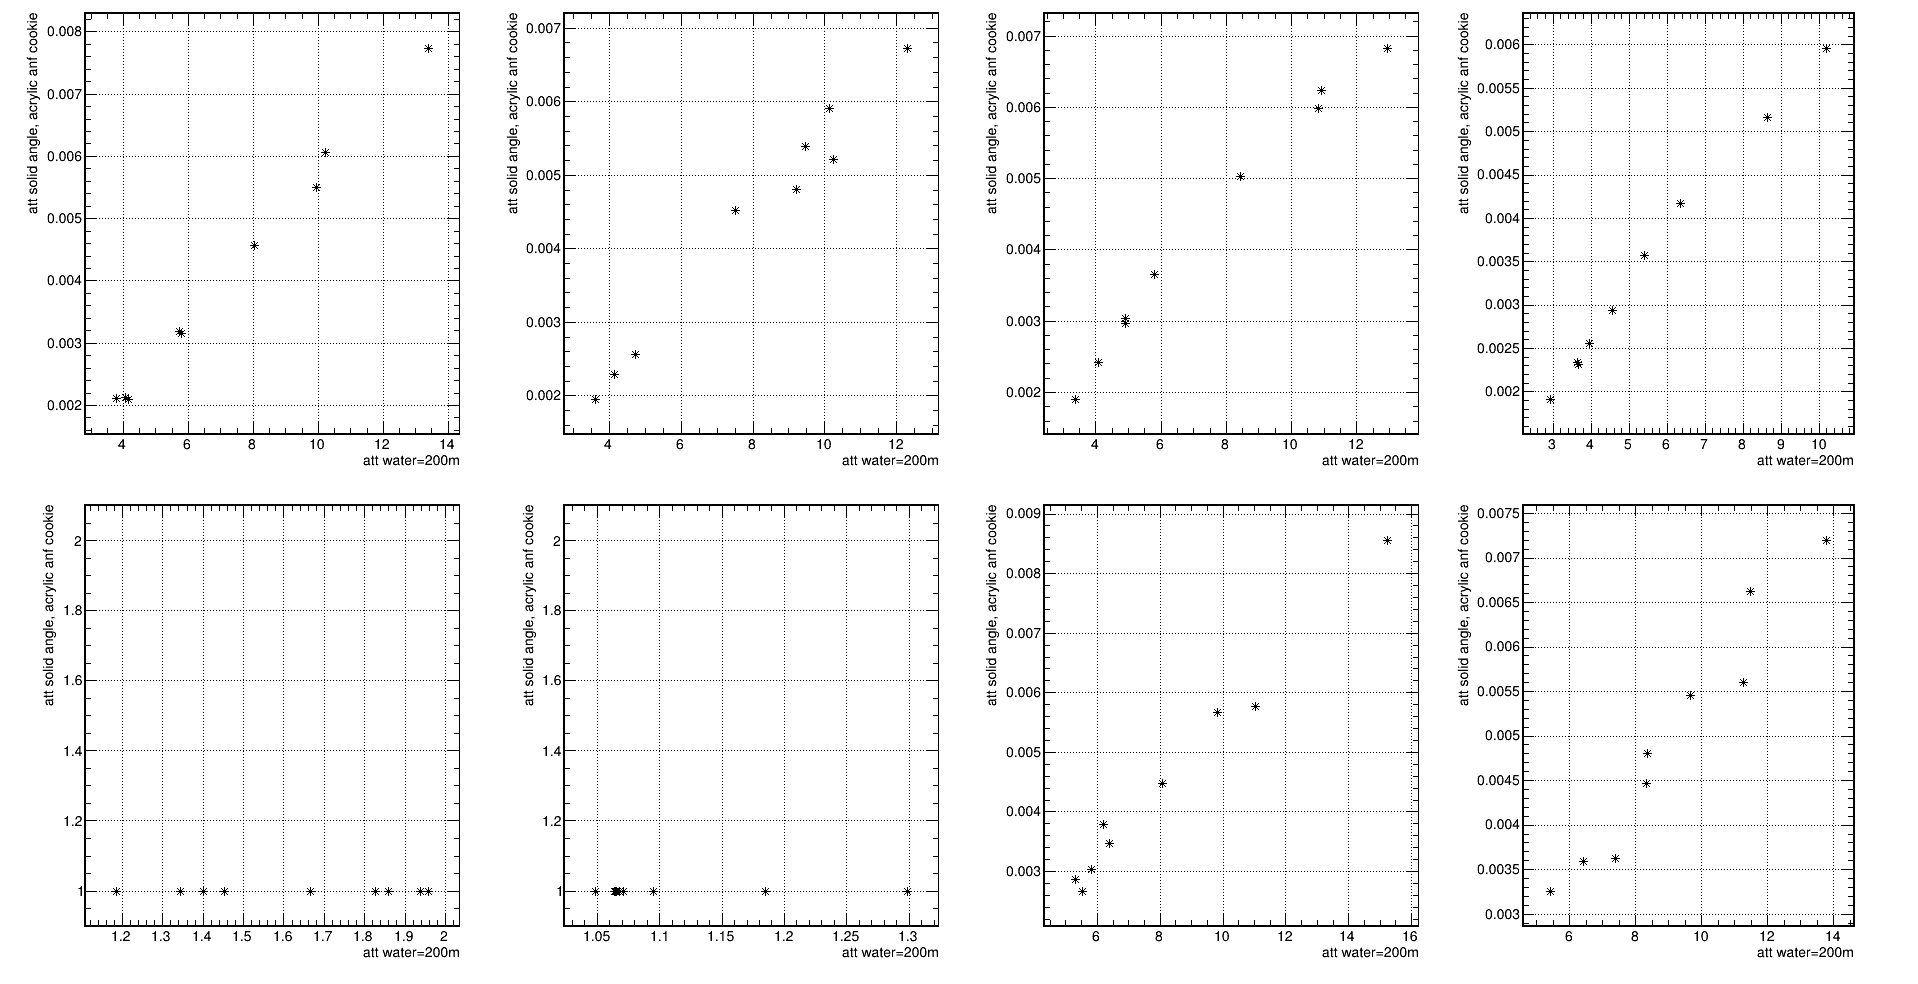 att solid angle, acrylic anf cookie
0.008
0.007
0.006
0.005
0.004
0.003
0.002
4 6 8 10 12 14
att water=200m
att solid angle, acrylic anf cookie
0.007
0.006
0.005
0.004
0.003
0.002
4 6 8 10 12
att water=200m
att solid angle, acrylic anf cookie
0.007
0.006
0.005
0.004
0.003
0.002
4 6 8 10 12
att water=200m
att solid angle, acrylic anf cookie
0.006
0.0055
0.005
0.0045
0.004
0.0035
0.003
0.0025
0.002
3 4 5 6 7 8 9 10
att water=200m
att solid angle, acrylic anf cookie
2
1.8
1.6
1.4
1.2
1
1.2 1.3 1.4 1.5 1.6 1.7 1.8 1.9 2
att water=200m
att solid angle, acrylic anf cookie
2
1.8
1.6
1.4
1.2
1
1.05 1.1 1.15 1.2 1.25 1.3
att water=200m
att solid angle, acrylic anf cookie
0.009
0.008
0.007
0.006
0.005
0.004
0.003
6 8 10 12 14 16
att water=200m
att solid angle, acrylic anf cookie
0.0075
0.007
0.0065
0.006
0.0055
0.005
0.0045
0.004
0.0035
0.003
6 8 10 12 14
att water=200m